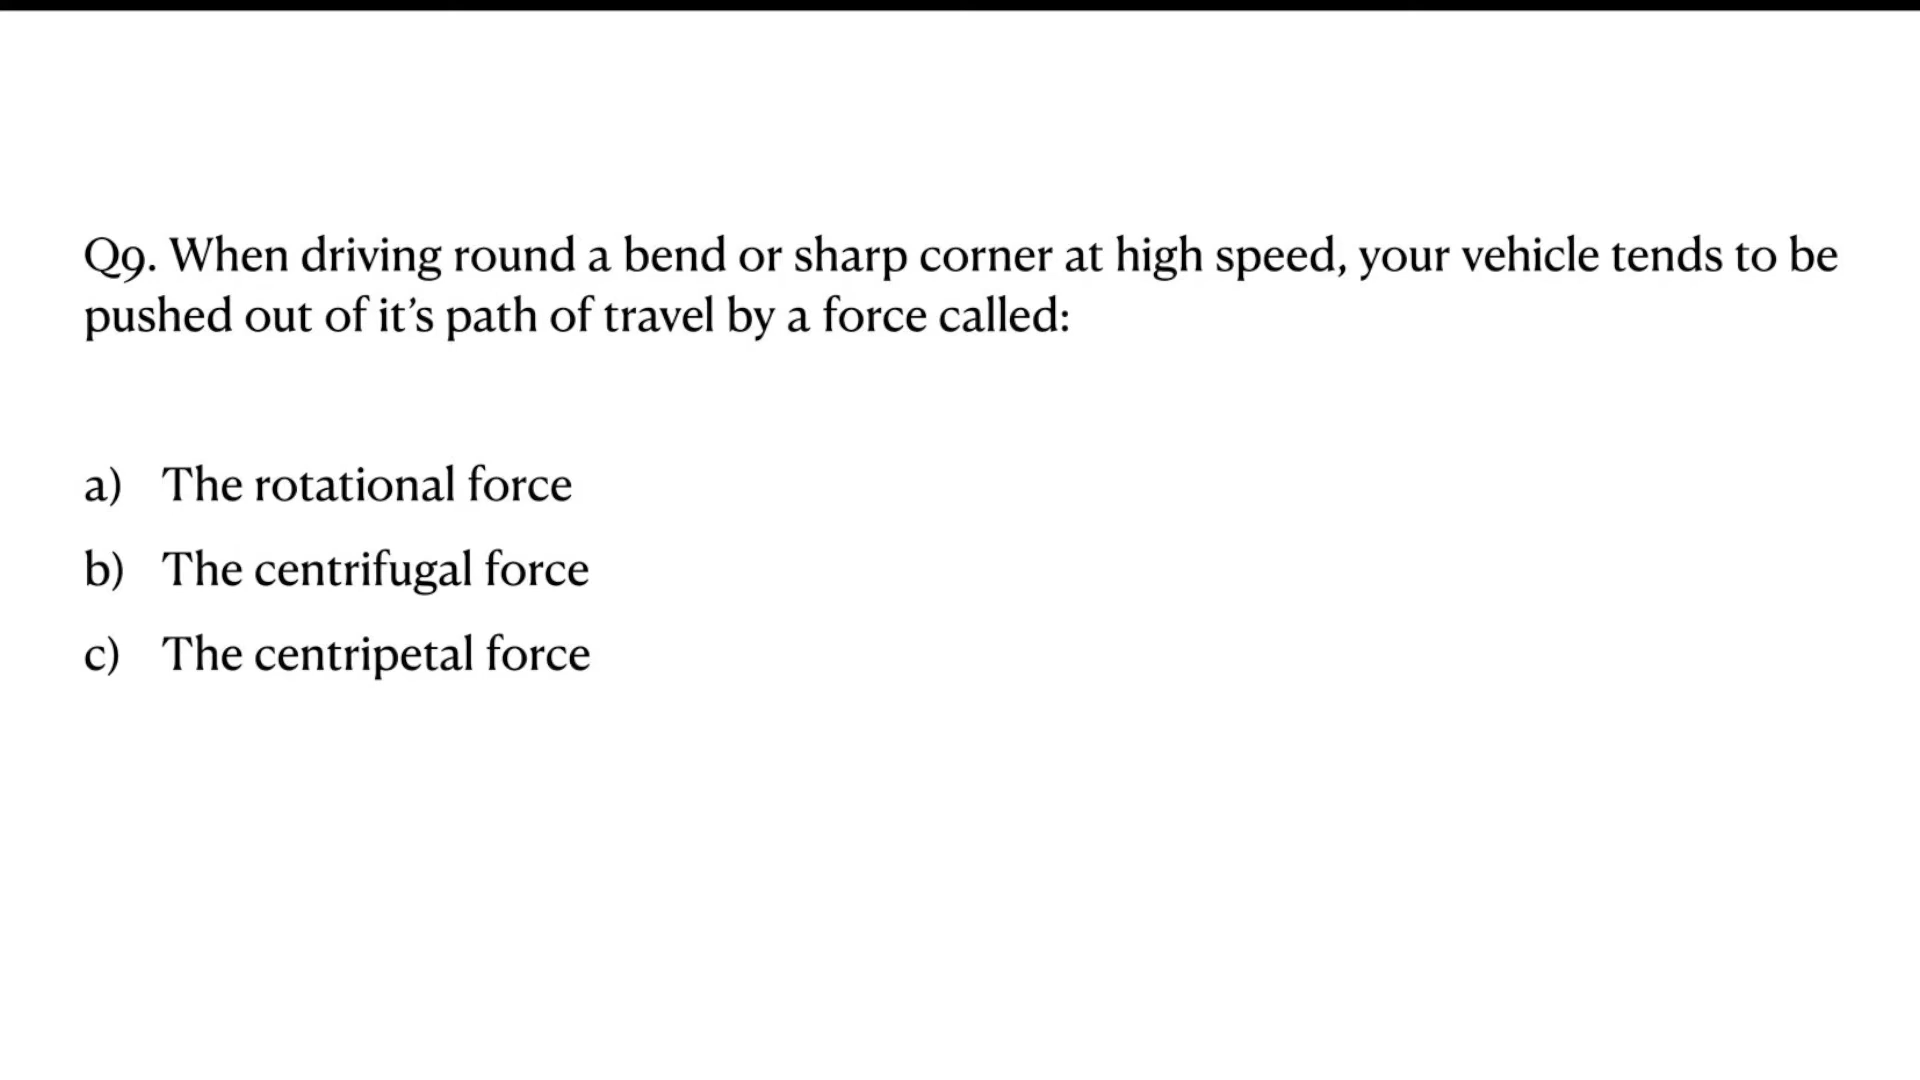 Q9. When driving round a bend or sharp corner at high speed, your vehicle tends to be
pushed out of it’s path of travel by a force called:
a) The rotational force
b) The centrifugal force
c) The centripetal force